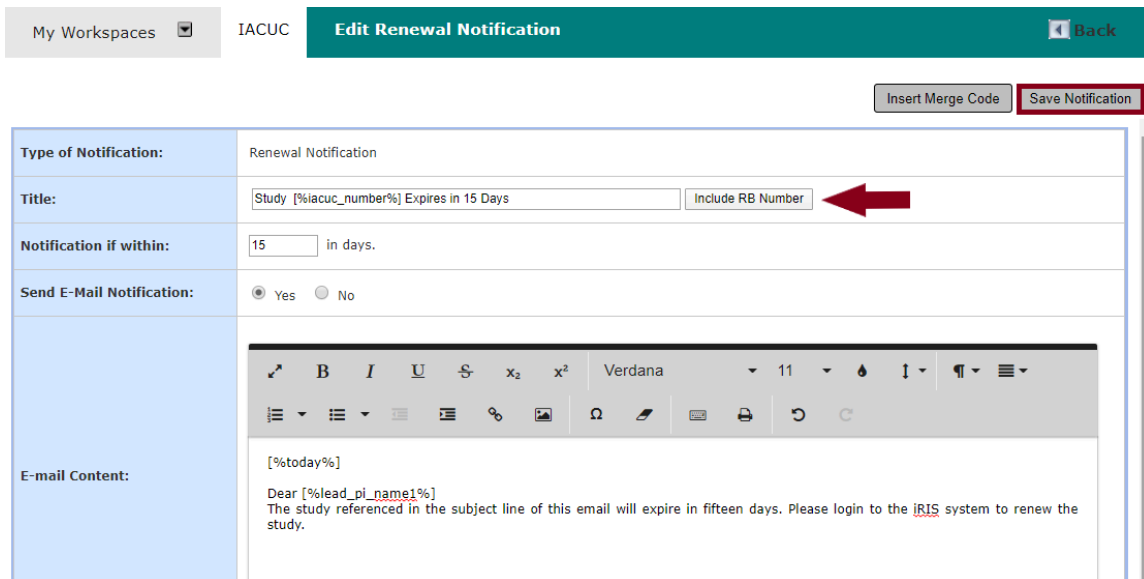 My Workspaces IACUC Edit Renewal Notification Back
Insert Merge Code Save Notification
Type of Notification: Renewal Notification
Title: Study [%iacuc_number%] Expires in 15 Days Include RB Number
Notification if within: 15 in days.
Send E-Mail Notification: Yes No
B I U S x₂ x² Verdana 11 ¶
Ω
[%today%]
E-mail Content:
Dear [%lead_pi_name1%]
The study referenced in the subject line of this email will expire in fifteen days. Please login to the iRIS system to renew the
study.